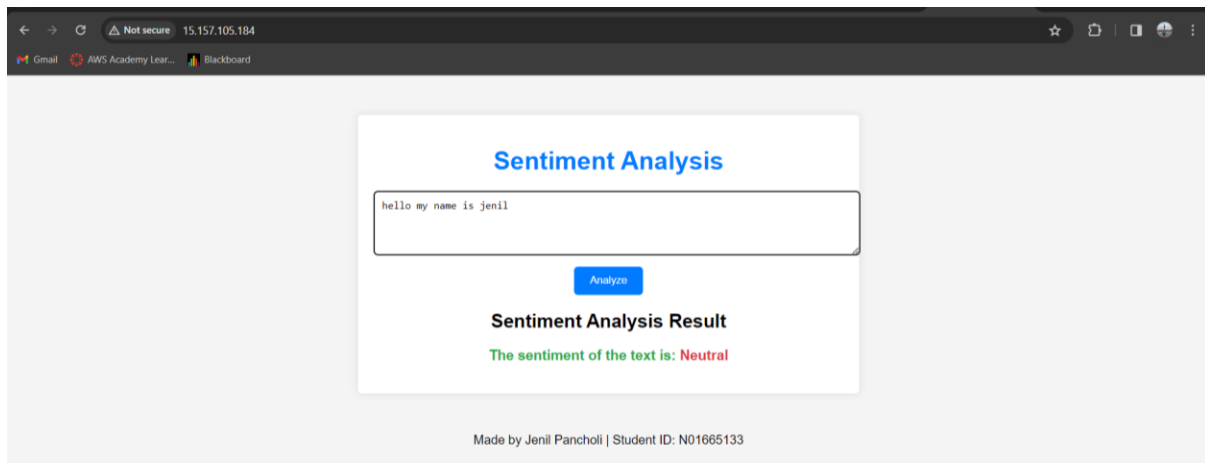 Not secure 15.157.105.184
Gmail AWS Academy Lear... Blackboard
Sentiment Analysis
hello my name is jenil
Analyze
Sentiment Analysis Result
The sentiment of the text is: Neutral
Made by Jenil Pancholi | Student ID: N01665133